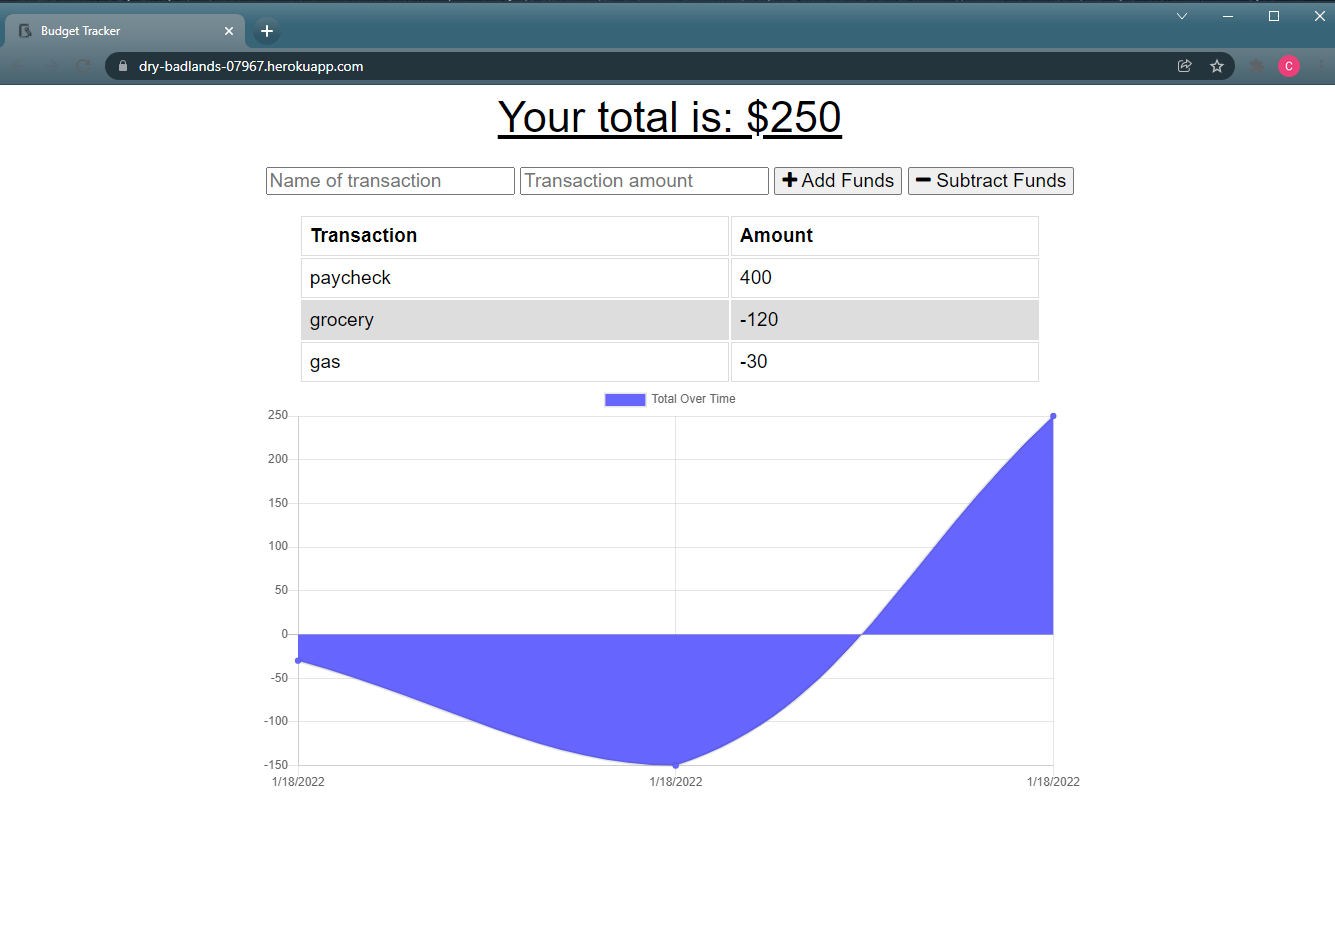 Budget Tracker
dry-badlands-07967.herokuapp.com
C
Your total is: $250
Name of transaction Transaction amount Add Funds Subtract Funds
Transaction Amount
paycheck 400
grocery -120
gas -30
Total Over Time
250
200
150
100
50
0
-50
-100
-150
1/18/2022 1/18/2022 1/18/2022